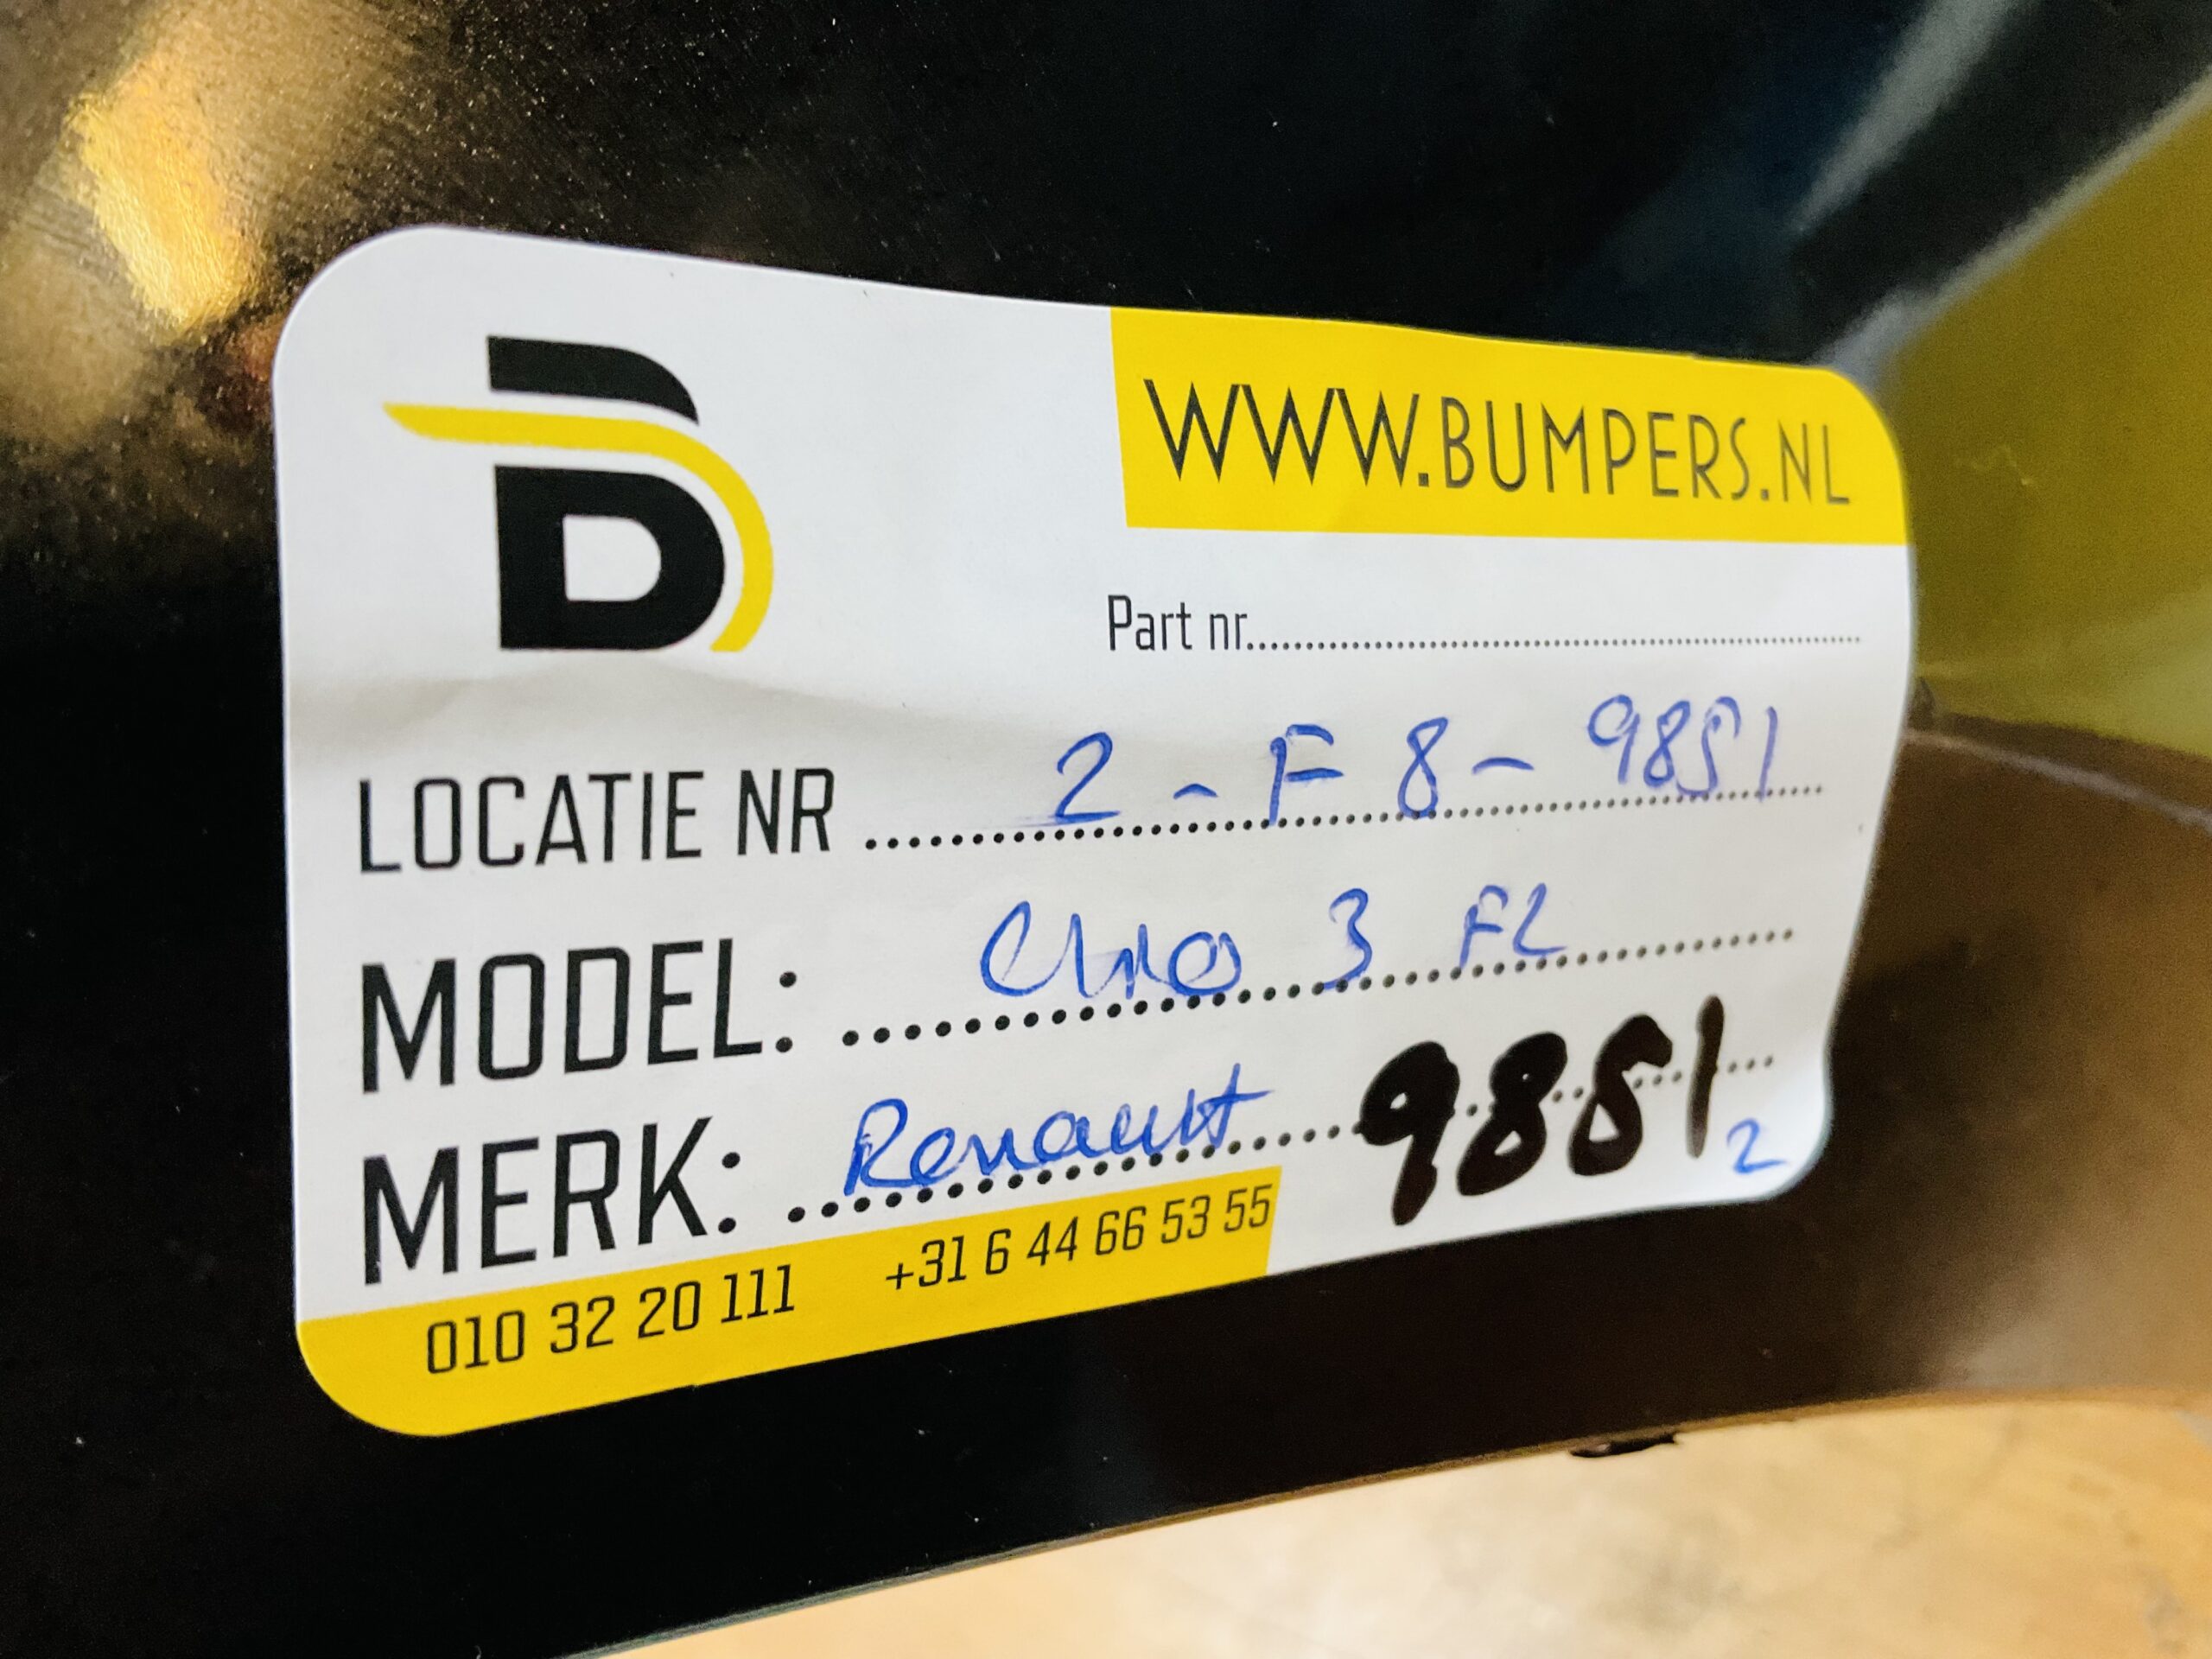 WWW.BUMPERS.NL
Part nr....................
LOCATIE NR 2-F8-9851
MODEL: Clio 3 FL
MERK: Renault 9851 2
010 32 20 111 +31 6 44 66 53 55